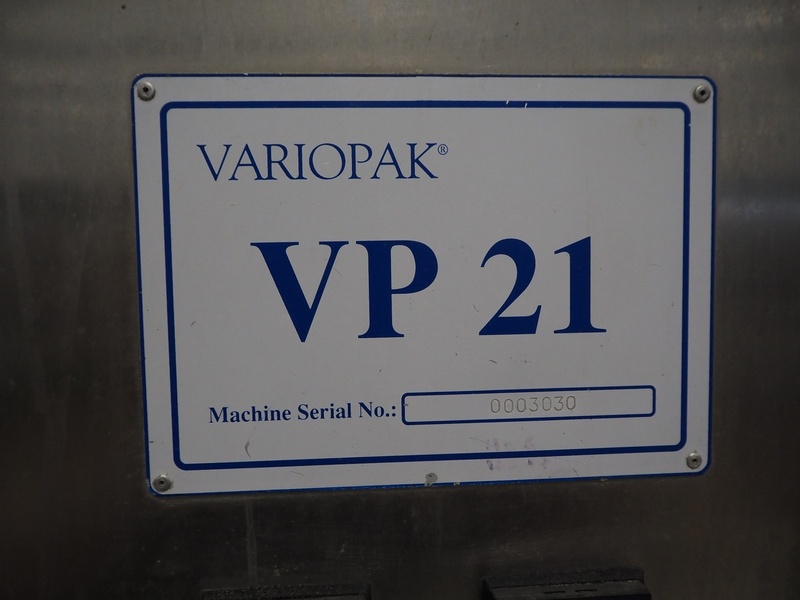 VARIOPAK®
VP 21
Machine Serial No.: 0003030